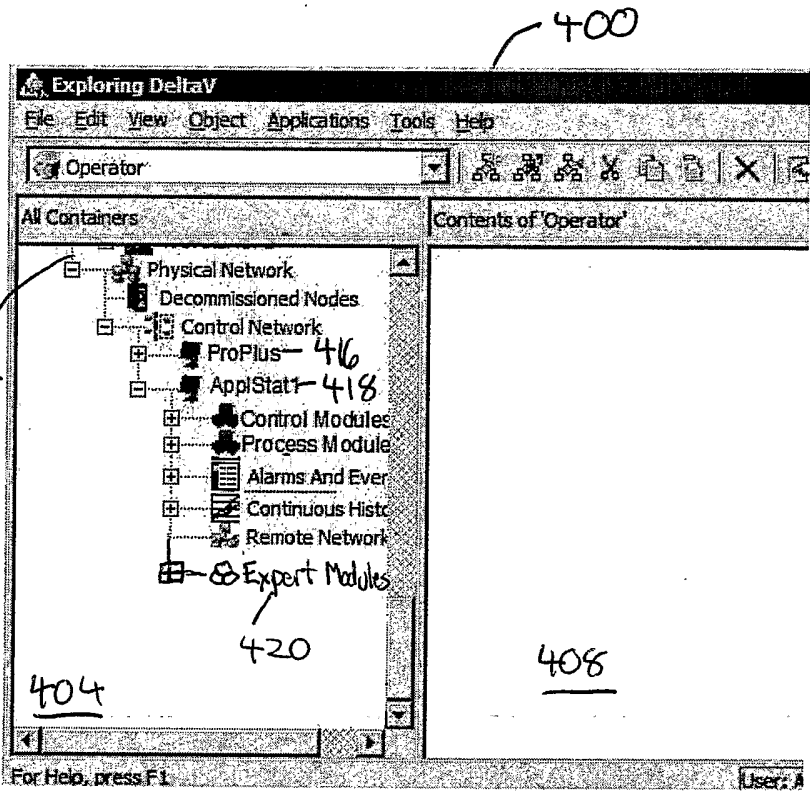 400
Exploring DeltaV
File Edit View Object Applications Tools Help
Operator
All Containers
Contents of 'Operator'
Physical Network
Decommissioned Nodes
Control Network
ProPlus 416
ApplStat1 418
Control Modules
Process Module
Alarms And Ever
Continuous Histo
Remote Network
Expert Modules
420
404
408
For Help, press F1
User: A